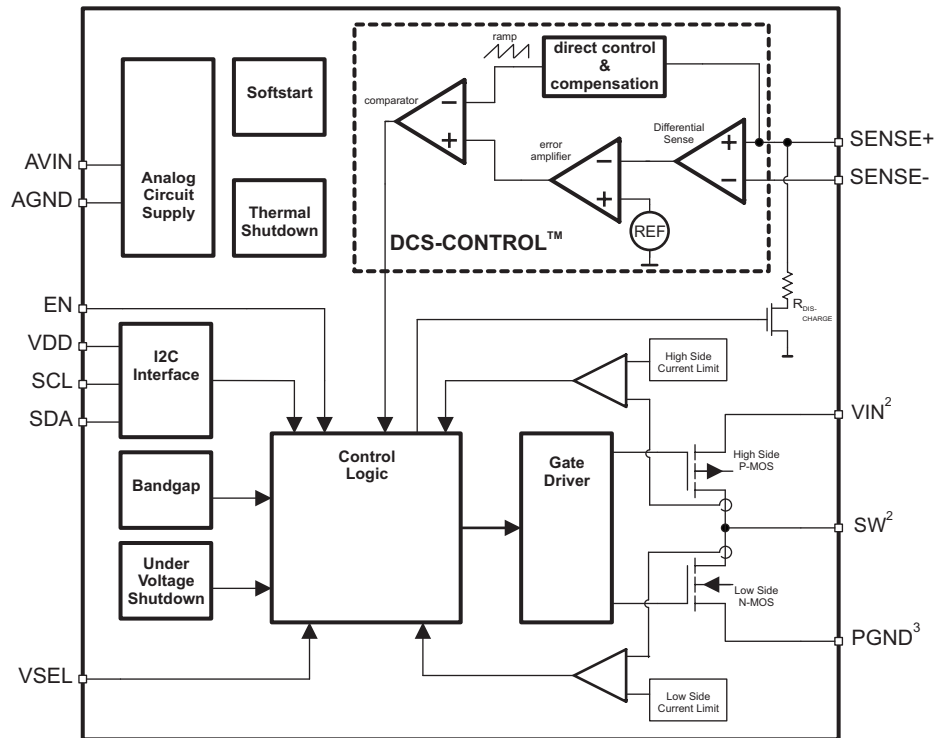 ramp
direct control
&
compensation
comparator
−
+
error
amplifier
−
+
Differential
Sense
+
−
REF
DCS-CONTROL™
Softstart
Thermal
Shutdown
Analog
Circuit
Supply
AVIN
AGND
SENSE+
SENSE-
R DIS-
CHARGE
EN
VDD
SCL
SDA
I2C
Interface
Bandgap
Under
Voltage
Shutdown
VSEL
Control
Logic
Gate
Driver
High Side
Current Limit
High Side
P-MOS
Low Side
N-MOS
Low Side
Current Limit
VIN²
SW²
PGND³